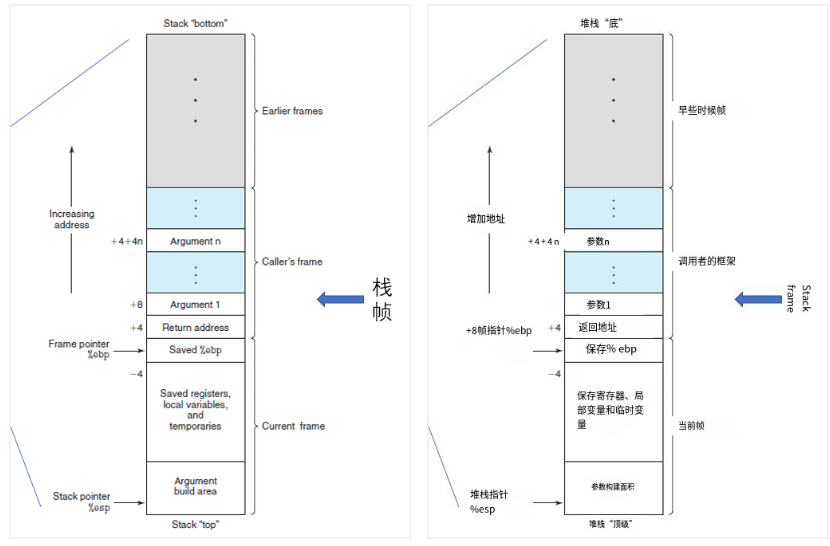 Stack “bottom”
Earlier frames
Increasing
address
+4+4n
Argument n
Caller’s frame
+8
Argument 1
栈
帧
+4
Return address
Frame pointer
%ebp
Saved %ebp
−4
Saved registers,
local variables,
and
temporaries
Current frame
Argument
build area
Stack pointer
%esp
Stack “top”
堆栈“底”
早些时候帧
增加地址
+4+4n
参数n
调用者的框架
参数1
Stack
frame
+8帧指针%ebp
+4
返回地址
保存% ebp
−4
保存寄存器、局
部变量和临时变
量
当前帧
参数构建面积
堆栈指针
%esp
堆栈“顶级”